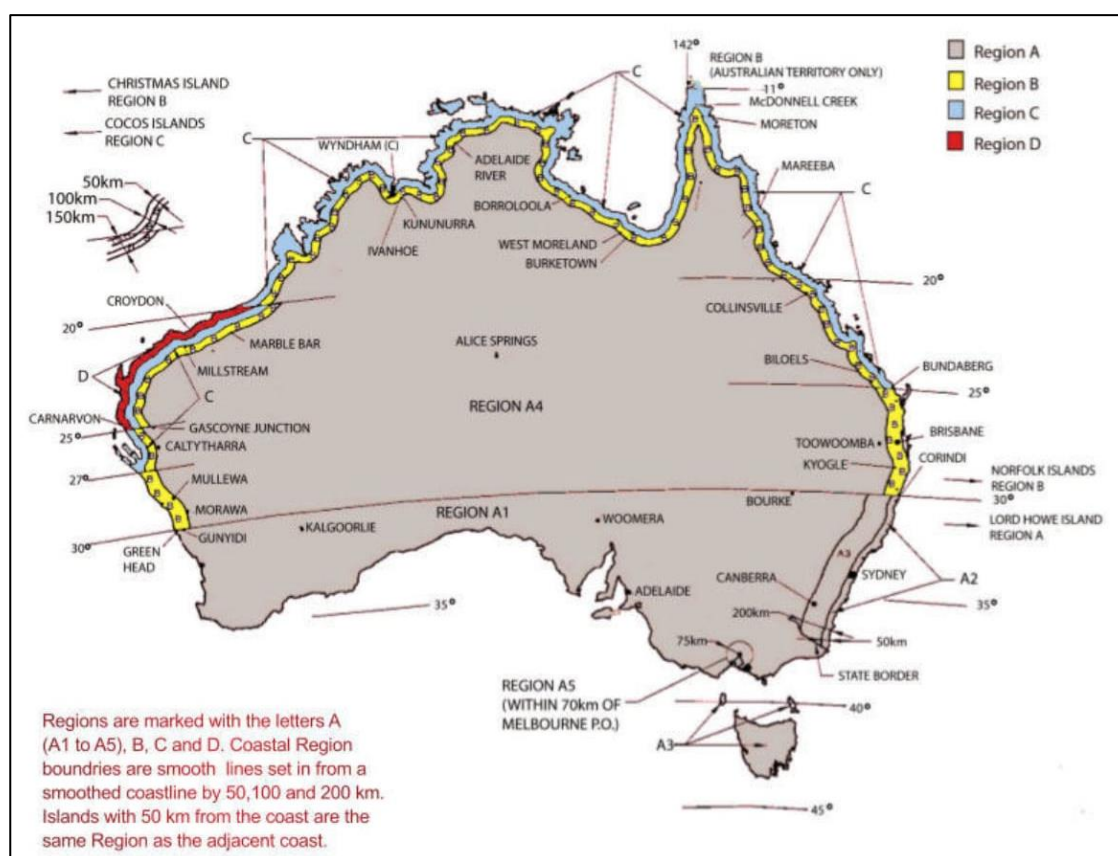 142°
REGION B
(AUSTRALIAN TERRITORY ONLY)
11°
McDONNELL CREEK
MORETON
Region A
Region B
Region C
Region D
CHRISTMAS ISLAND
REGION B
COCOS ISLANDS
REGION C
C
C
WYNDHAM (C)
ADELAIDE
RIVER
MAREEBA
C
50km
100km
150km
KUNUNURRA
BORROLOOLA
IVANHOE
WEST MORELAND
BURKETOWN
20°
CROYDON
COLLINSVILLE
20°
MARBLE BAR
ALICE SPRINGS
D
MILLSTREAM
BILOELS
BUNDABERG
C
25°
REGION A4
CARNARVON
GASCOYNE JUNCTION
25°
CALTYTHARRA
TOOWOOMBA
BRISBANE
KYOGLE
CORINDI
27°
MULLEWA
NORFOLK ISLANDS
REGION B
BOURKE
30°
MORAWA
REGION A1
WOOMERA
LORD HOWE ISLAND
REGION A
KALGOORLIE
30°
GUNYIDI
GREEN
HEAD
A3
SYDNEY
CANBERRA
A2
ADELAIDE
35°
35°
200km
50km
75km
STATE BORDER
REGION A5
(WITHIN 70km OF
MELBOURNE P.O.)
40°
A3
45°
Regions are marked with the letters A
(A1 to A5), B, C and D. Coastal Region
boundries are smooth lines set in from a
smoothed coastline by 50,100 and 200 km.
Islands with 50 km from the coast are the
same Region as the adjacent coast.